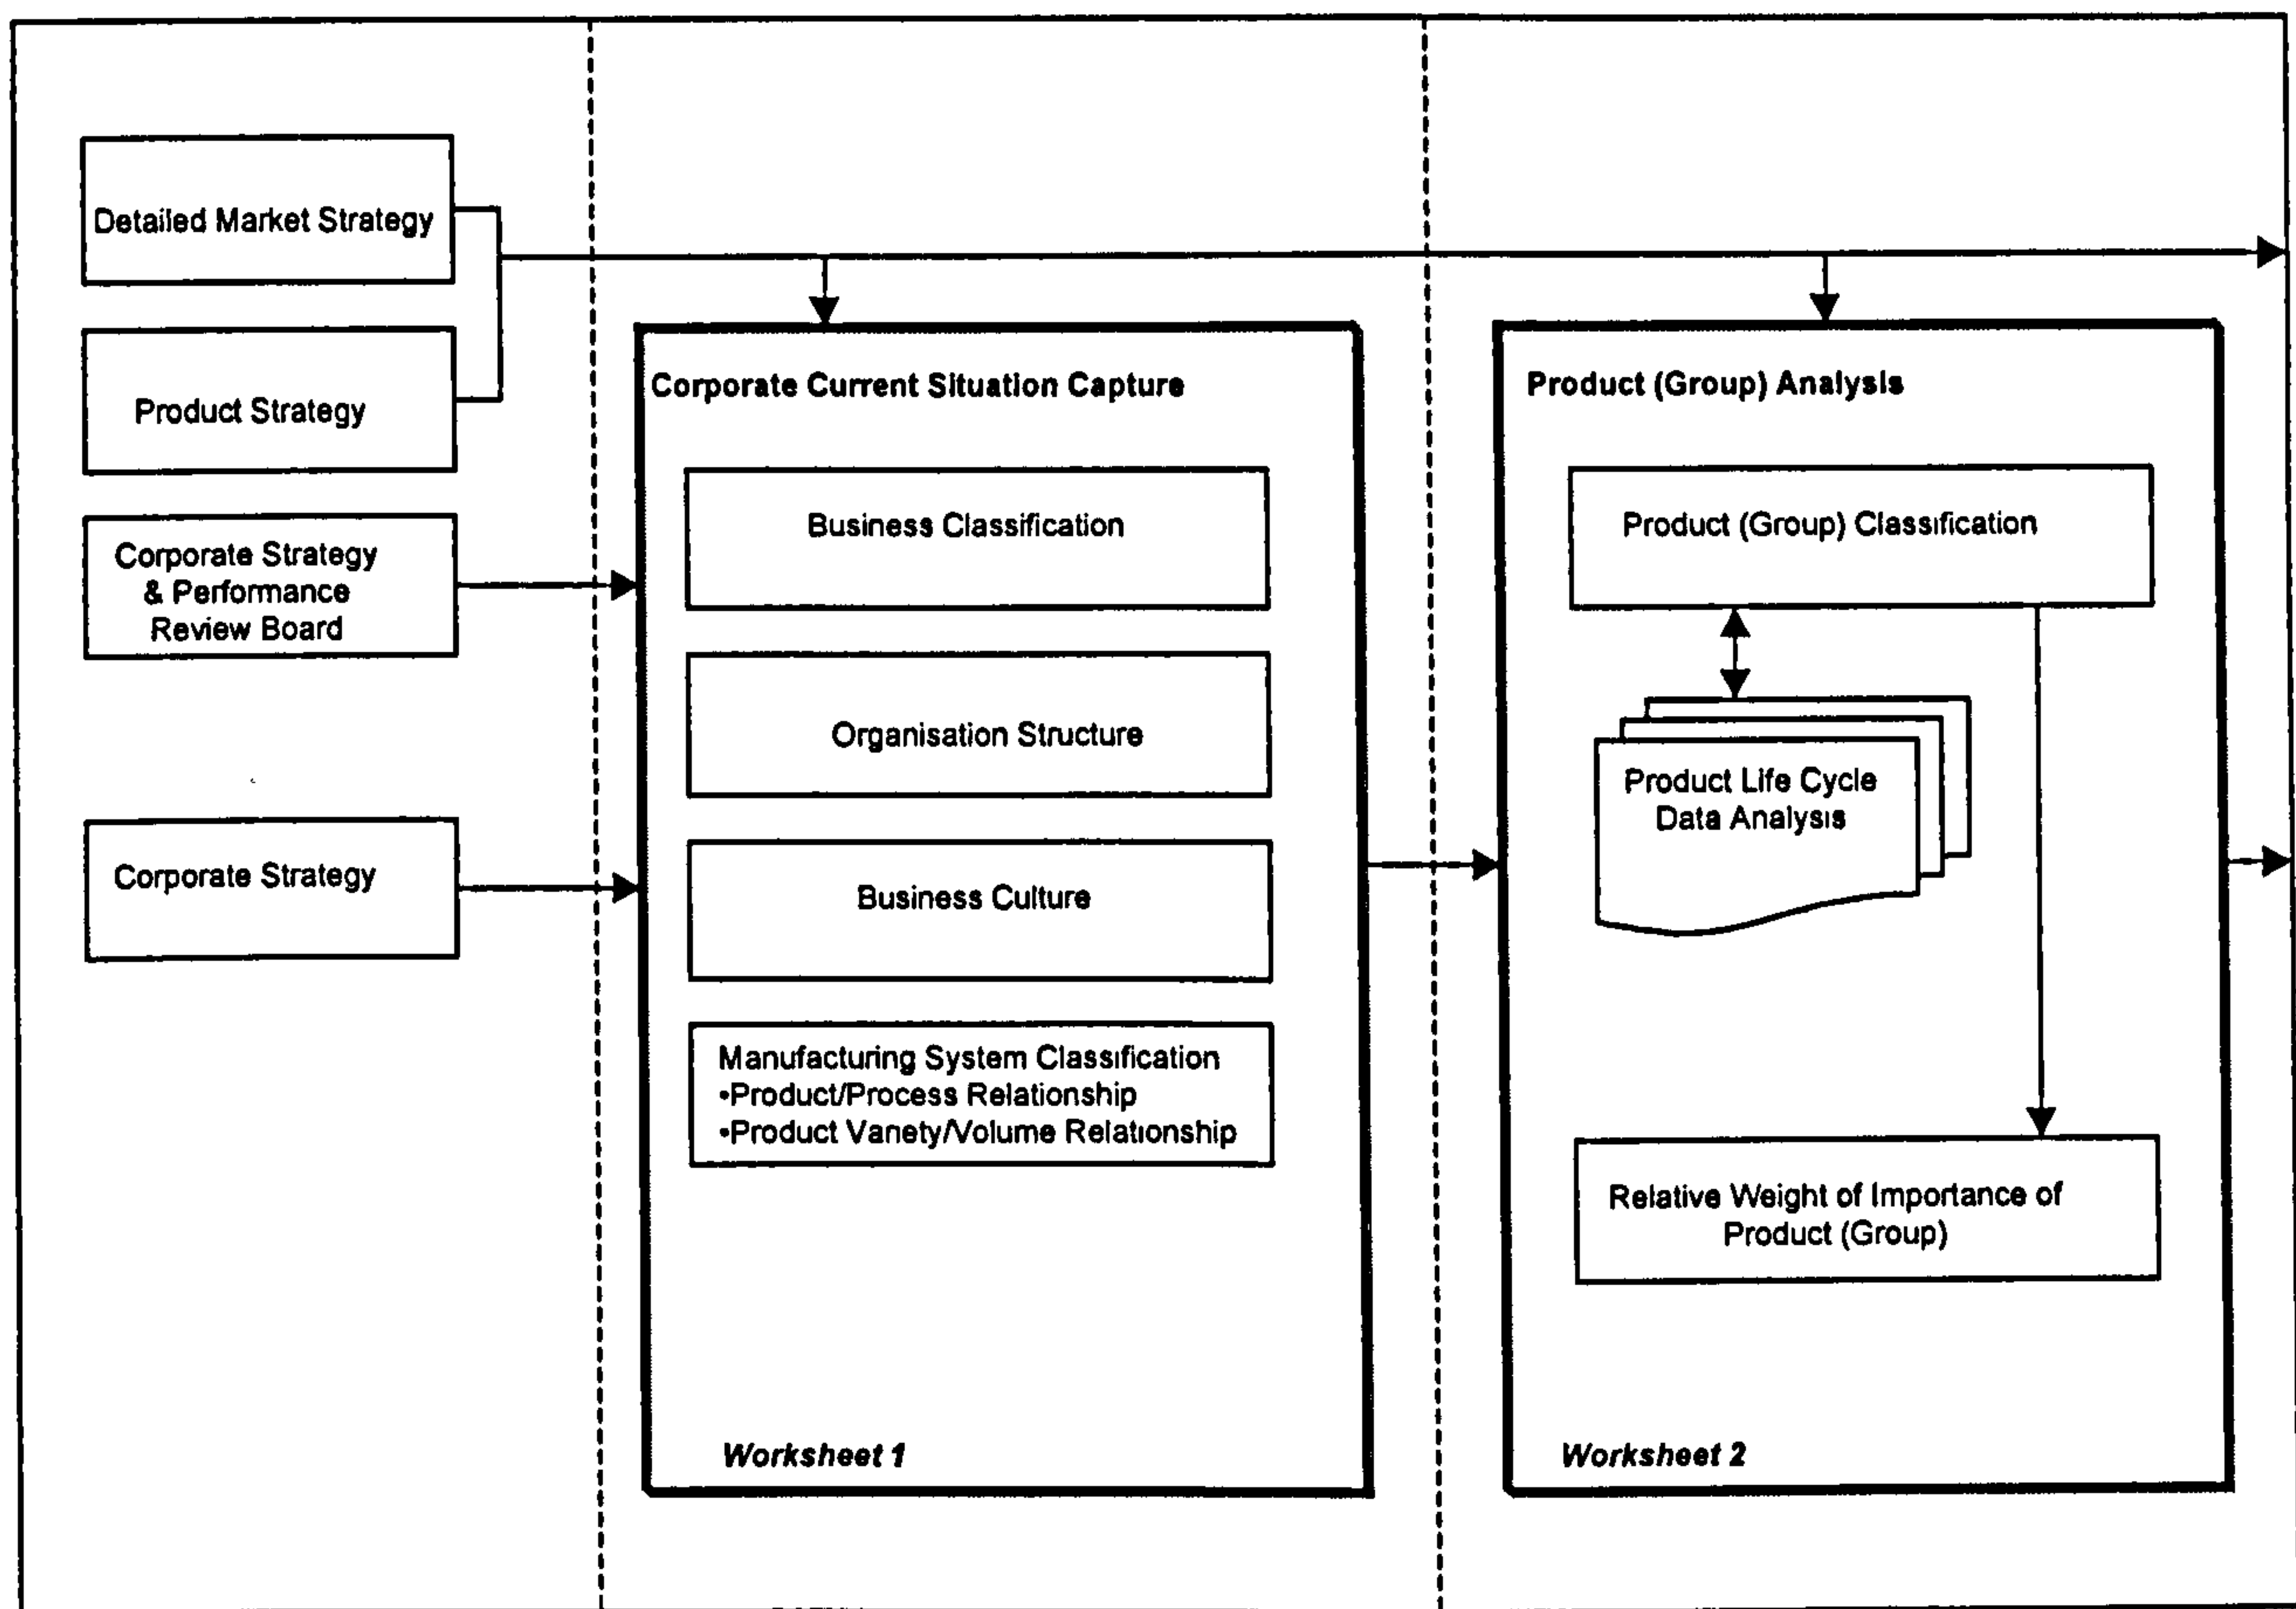 Detailed Market Strategy
Product Strategy
Corporate Strategy
& Performance
Review Board
Corporate Strategy
Corporate Current Situation Capture
Business Classification
Organisation Structure
Business Culture
Manufacturing System Classification
•Product/Process Relationship
•Product Vanety/Volume Relationship
Worksheet 1
Product (Group) Analysis
Product (Group) Classification
Product Life Cycle
Data Analysis
Relative Weight of Importance of
Product (Group)
Worksheet 2